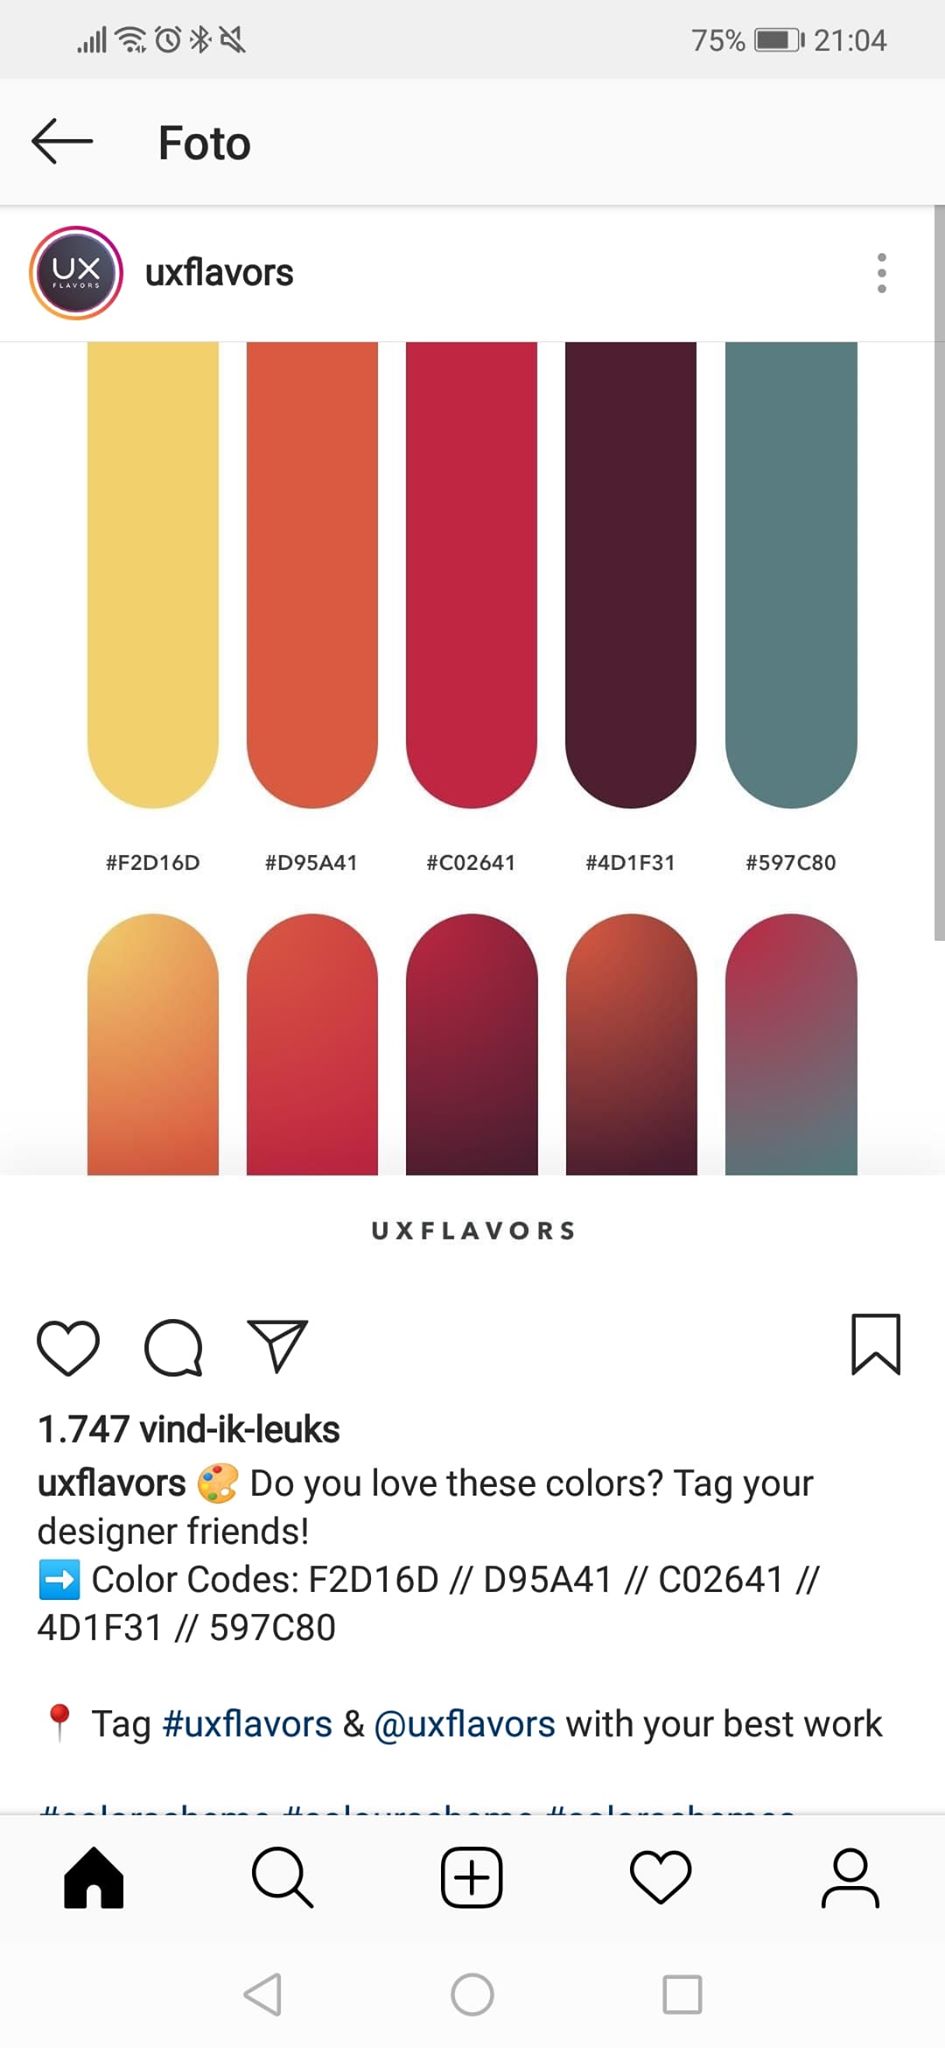 75% 21:04
Foto
UX
FLAVORS
uxflavors
#F2D16D #D95A41 #C02641 #4D1F31 #597C80
UXFLAVORS
1.747 vind-ik-leuks
uxflavors 🎨 Do you love these colors? Tag your
designer friends!
➡️ Color Codes: F2D16D // D95A41 // C02641 //
4D1F31 // 597C80
📍 Tag #uxflavors & @uxflavors with your best work